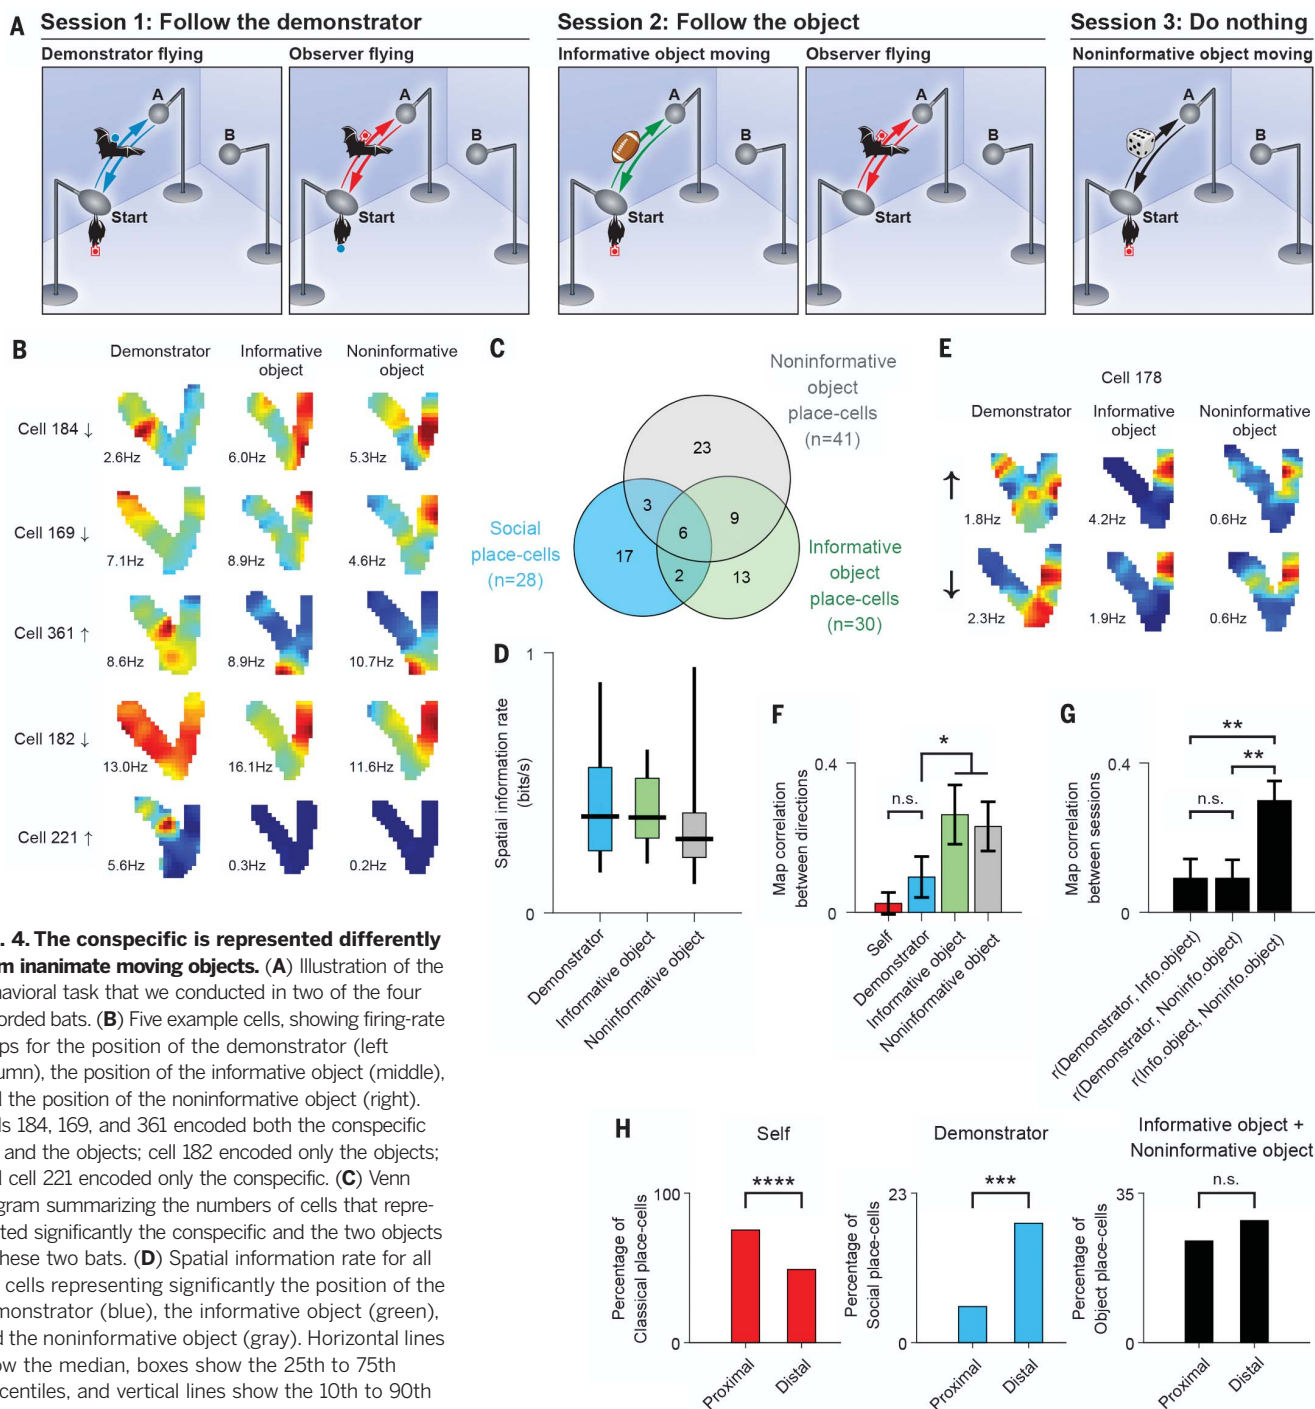 A Session 1: Follow the demonstrator
Demonstrator flying
Observer flying
A
B
Start
A
B
Start
Session 2: Follow the object
Informative object moving
Observer flying
A
B
Start
A
B
Start
Session 3: Do nothing
Noninformative object moving
A
B
Start
B
Demonstrator
Informative
object
Noninformative
object
Cell 184 ↓
2.6Hz
6.0Hz
5.3Hz
Cell 169 ↓
7.1Hz
8.9Hz
4.6Hz
Cell 361 ↑
8.6Hz
8.9Hz
10.7Hz
Cell 182 ↓
13.0Hz
16.1Hz
11.6Hz
Cell 221 ↑
5.6Hz
0.3Hz
0.2Hz
C
Noninformative
object
place-cells
(n=41)
23
3
9
6
17
2
13
Social
place-cells
(n=28)
Informative
object
place-cells
(n=30)
D
Spatial information rate
(bits/s)
1
0
Demonstrator
Informative object
Noninformative object
E
Cell 178
Demonstrator
Informative
object
Noninformative
object
↑
1.8Hz
4.2Hz
0.6Hz
↓
2.3Hz
1.9Hz
0.6Hz
F
Map correlation
between directions
0.4
0
n.s.
*
Self
Demonstrator
Informative object
Noninformative object
G
Map correlation
between sessions
0.4
0
**
**
n.s.
r(Demonstrator, Info.object)
r(Demonstrator, Noninfo.object)
r(Info.object, Noninfo.object)
H
Self
Percentage of
Classical place-cells
100
0
****
Proximal
Distal
Demonstrator
Percentage of
Social place-cells
23
0
***
Proximal
Distal
Informative object +
Noninformative object
Percentage of
Object place-cells
35
0
n.s.
Proximal
Distal
. 4. The conspecific is represented differently
m inanimate moving objects. (A) Illustration of the
havioral task that we conducted in two of the four
orded bats. (B) Five example cells, showing firing-rate
ps for the position of the demonstrator (left
umn), the position of the informative object (middle),
d the position of the noninformative object (right).
ls 184, 169, and 361 encoded both the conspecific
and the objects; cell 182 encoded only the objects;
d cell 221 encoded only the conspecific. (C) Venn
gram summarizing the numbers of cells that repre-
ted significantly the conspecific and the two objects
these two bats. (D) Spatial information rate for all
cells representing significantly the position of the
monstrator (blue), the informative object (green),
d the noninformative object (gray). Horizontal lines
ow the median, boxes show the 25th to 75th
centiles, and vertical lines show the 10th to 90th